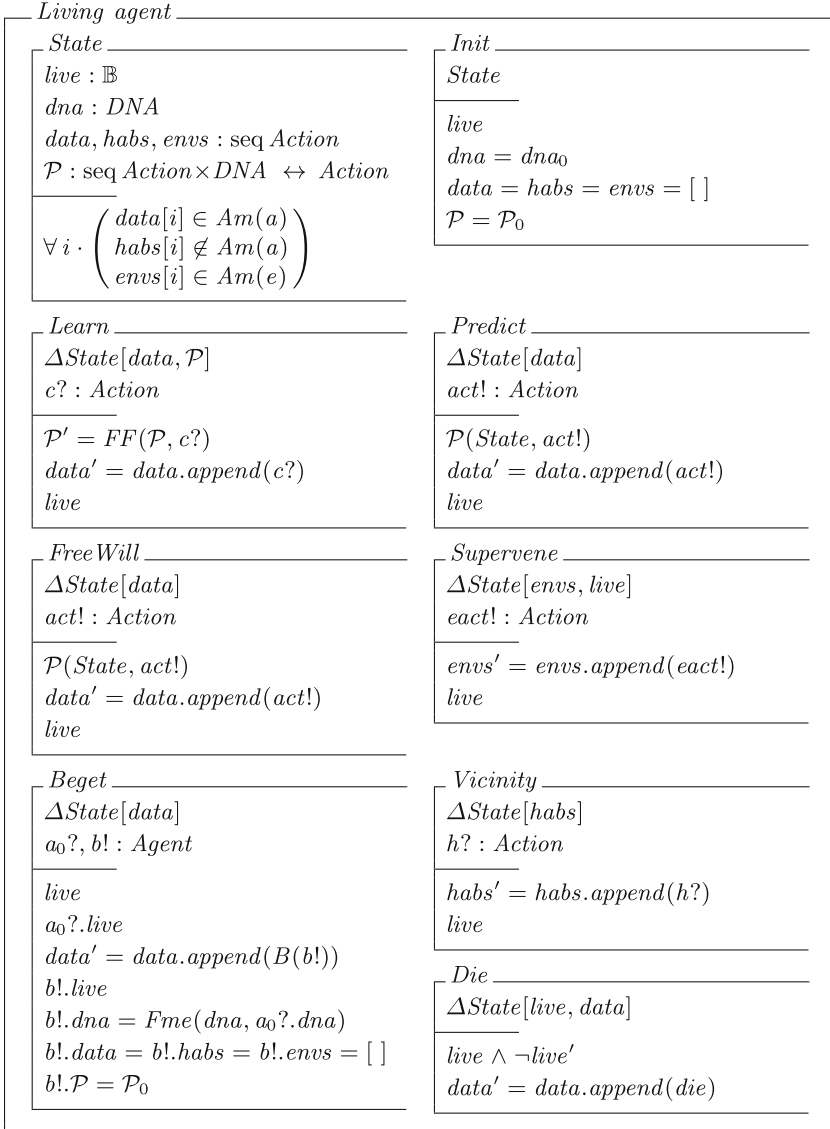 Living agent
State
live : 𝔹
dna : DNA
data, habs, envs : seq Action
𝒫 : seq Action×DNA ↔ Action
∀ i · ( data[i] ∈ Am(a)
habs[i] ∉ Am(a)
envs[i] ∈ Am(e) )
Init
State
live
dna = dna₀
data = habs = envs = [ ]
𝒫 = 𝒫₀
Learn
ΔState[data, 𝒫]
c? : Action
𝒫′ = FF(𝒫, c?)
data′ = data.append(c?)
live
Predict
ΔState[data]
act! : Action
𝒫(State, act!)
data′ = data.append(act!)
live
FreeWill
ΔState[data]
act! : Action
𝒫(State, act!)
data′ = data.append(act!)
live
Supervene
ΔState[envs, live]
eact! : Action
envs′ = envs.append(eact!)
live
Beget
ΔState[data]
a₀?, b! : Agent
live
a₀?.live
data′ = data.append(B(b!))
b!.live
b!.dna = Fme(dna, a₀?.dna)
b!.data = b!.habs = b!.envs = [ ]
b!.𝒫 = 𝒫₀
Vicinity
ΔState[habs]
h? : Action
habs′ = habs.append(h?)
live
Die
ΔState[live, data]
live ∧ ¬live′
data′ = data.append(die)